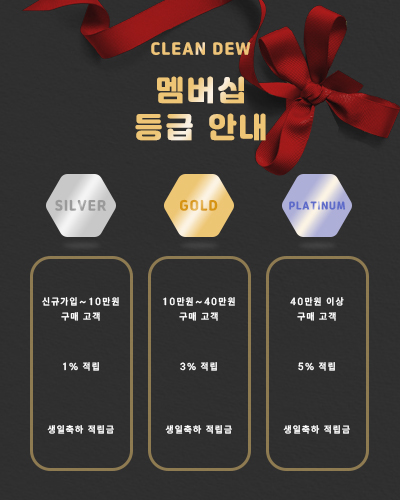 CLEAN DEW
멤버십
등급 안내
SILVER
GOLD
PLATiNUM
신규가입~10만원
구매 고객
1% 적립
생일축하 적립금
10만원~40만원
구매 고객
3% 적립
생일축하 적립금
40만원 이상
구매 고객
5% 적립
생일축하 적립금